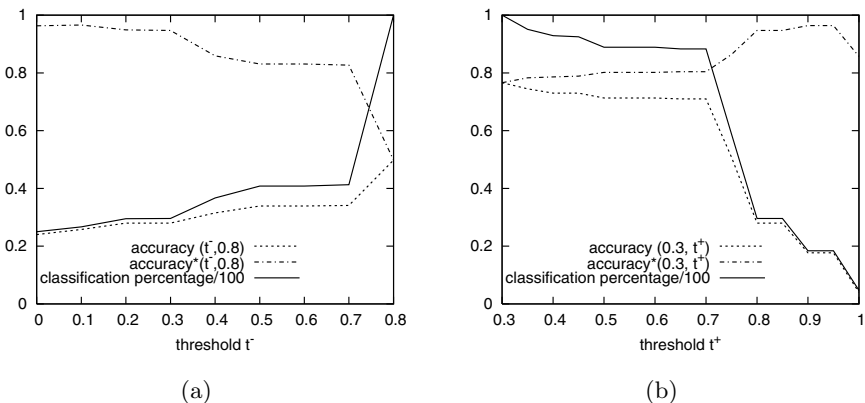 1
0.8
0.6
0.4
0.2
0
accuracy (t⁻,0.8)
accuracy*(t⁻,0.8)
classification percentage/100
0 0.1 0.2 0.3 0.4 0.5 0.6 0.7 0.8
threshold t⁻
(a)
1
0.8
0.6
0.4
0.2
0
accuracy (0.3, t⁺)
accuracy*(0.3, t⁺)
classification percentage/100
0.3 0.4 0.5 0.6 0.7 0.8 0.9 1
threshold t⁺
(b)